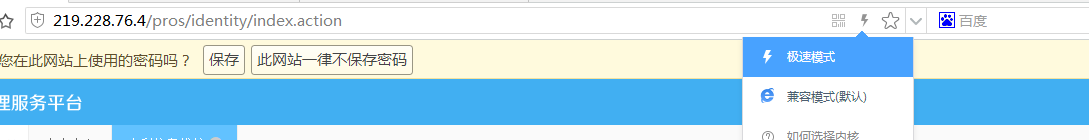 219.228.76.4/pros/identity/index.action
百度
您在此网站上使用的密码吗？ 保存 此网站一律不保存密码
极速模式
理服务平台
兼容模式(默认)
如何选择内核